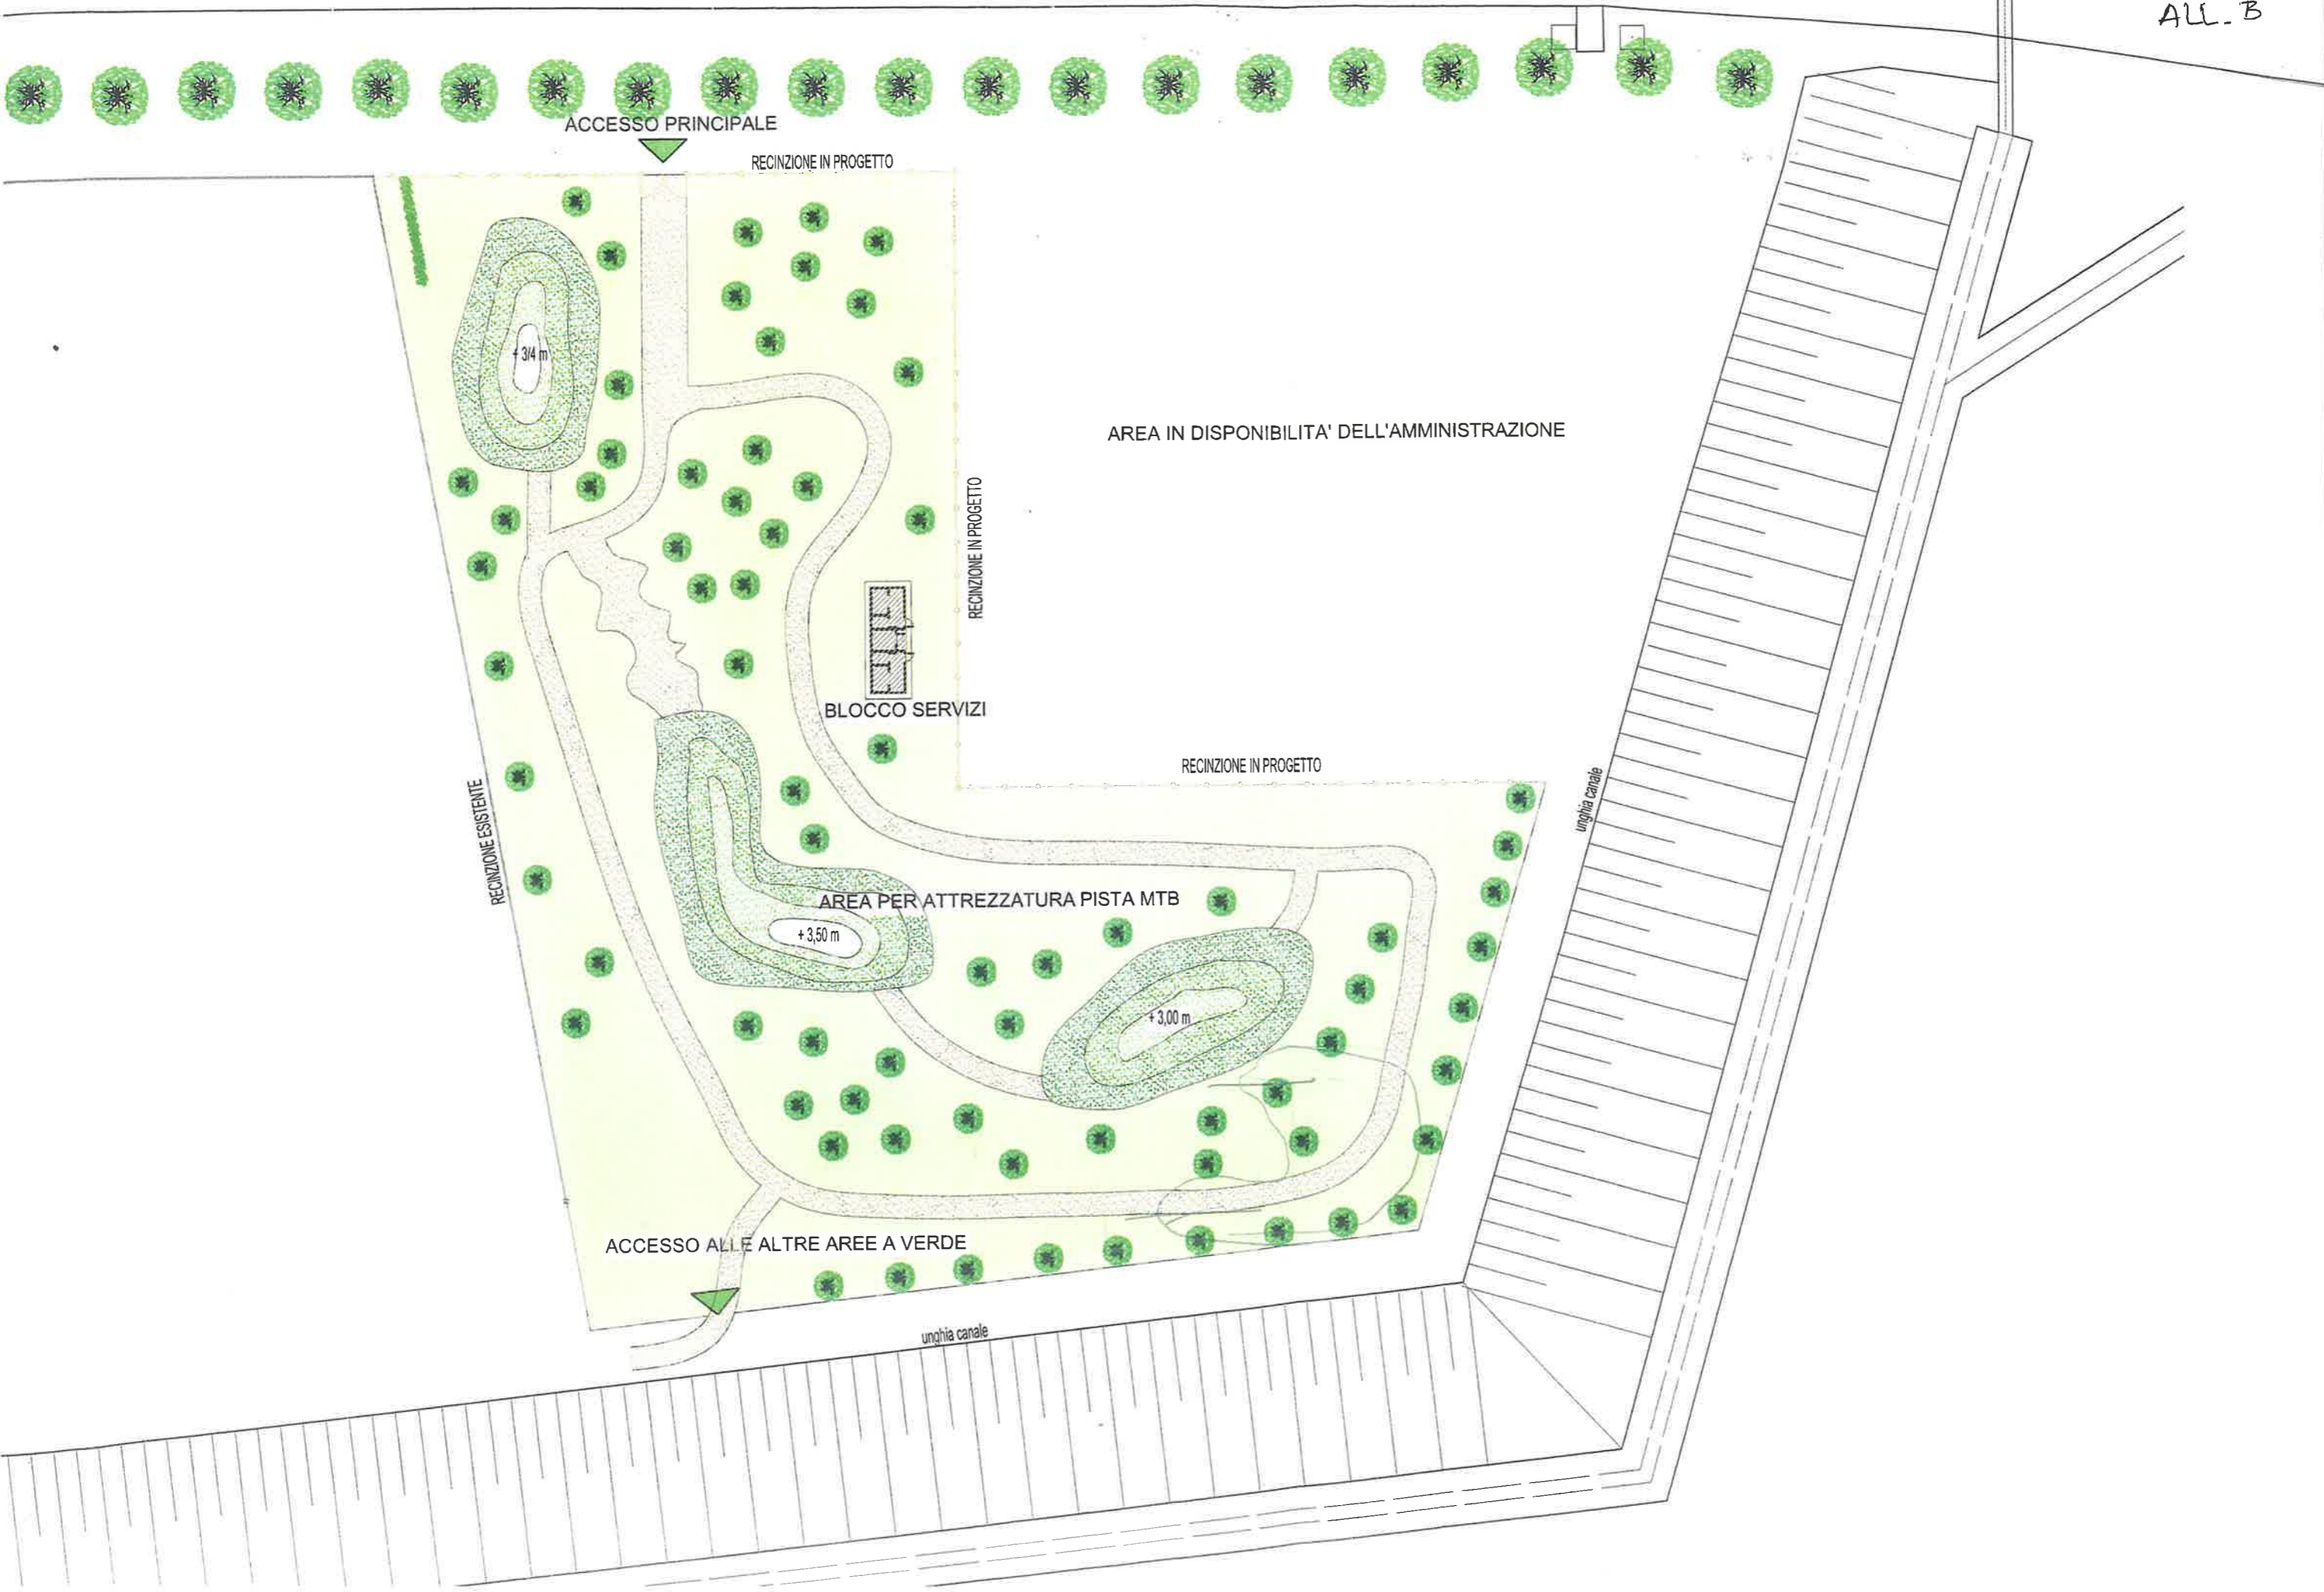 ALL. B
ACCESSO PRINCIPALE
RECINZIONE IN PROGETTO
+ 3/4 m
AREA IN DISPONIBILITA' DELL'AMMINISTRAZIONE
RECINZIONE IN PROGETTO
BLOCCO SERVIZI
RECINZIONE IN PROGETTO
unghia canale
RECINZIONE ESISTENTE
AREA PER ATTREZZATURA PISTA MTB
+ 3,50 m
+ 3,00 m
ACCESSO ALLE ALTRE AREE A VERDE
unghia canale